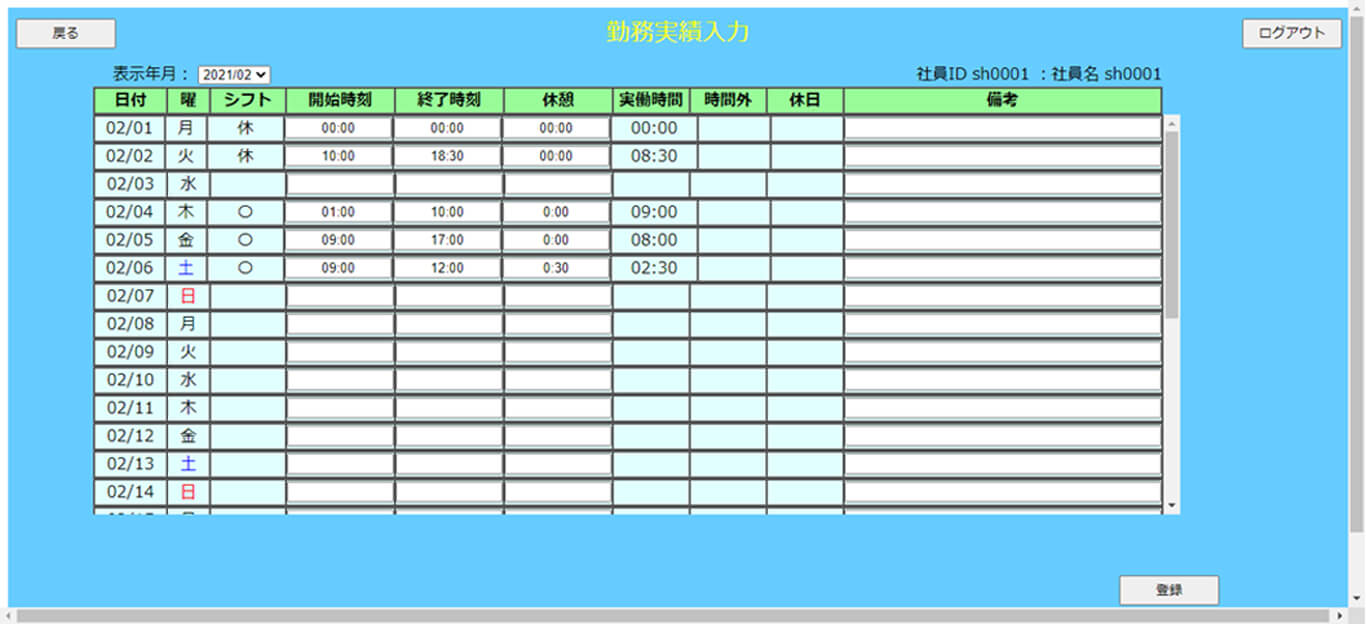 戻る
勤務実績入力
ログアウト
表示年月： 2021/02
社員ID sh0001 ：社員名 sh0001
日付 曜 シフト 開始時刻 終了時刻 休憩 実働時間 時間外 休日 備考
02/01 月 休 00:00 00:00 00:00 00:00
02/02 火 休 10:00 18:30 00:00 08:30
02/03 水
02/04 木 〇 01:00 10:00 0:00 09:00
02/05 金 〇 09:00 17:00 0:00 08:00
02/06 土 〇 09:00 12:00 0:30 02:30
02/07 日
02/08 月
02/09 火
02/10 水
02/11 木
02/12 金
02/13 土
02/14 日
登録